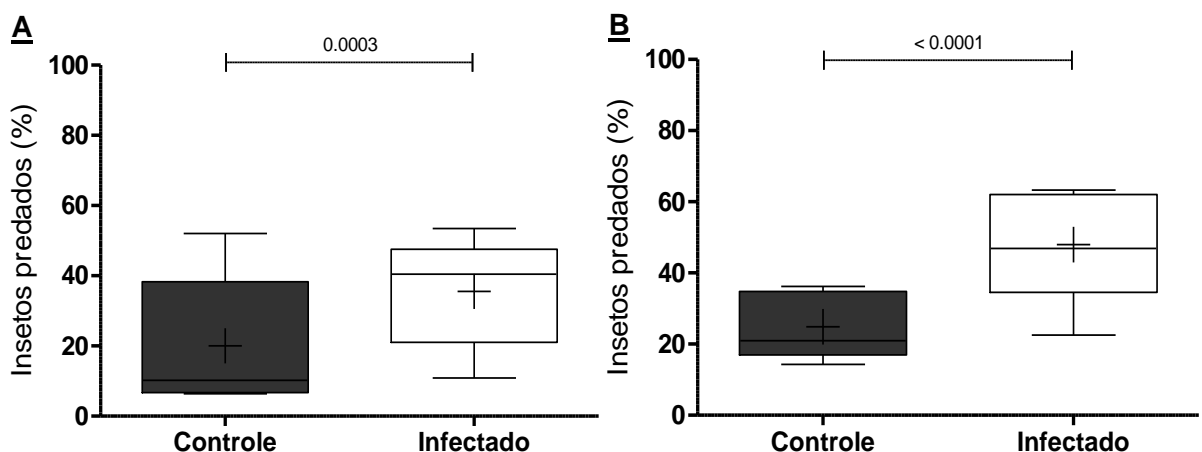 A
0.0003
100
80
60
40
20
0
Insetos predados (%)
Controle
Infectado
B
< 0.0001
100
80
60
40
20
0
Insetos predados (%)
Controle
Infectado